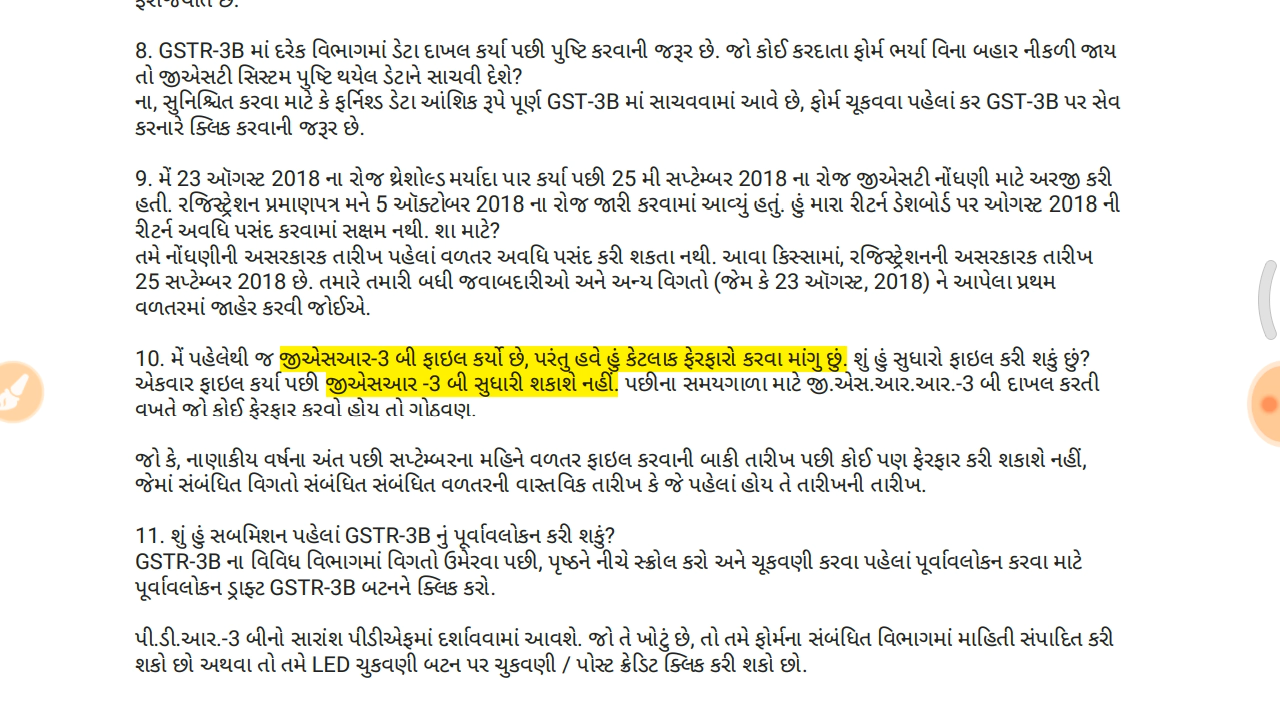 8. GSTR-3B માં દરેક વિભાગમાં ડેટા દાખલ કર્યા પછી પુષ્ટિ કરવાની જરૂર છે. જો કોઈ કરદાતા ફોર્મ ભર્યા વિના બહાર નીકળી જાય
તો જીએસટી સિસ્ટમ પુષ્ટિ થયેલ ડેટાને સાચવી દેશે?
ના, સુનિશ્ચિત કરવા માટે કે ફર્નિશ્ડ ડેટા આંશિક રૂપે પૂર્ણ GST-3B માં સાચવવામાં આવે છે, ફોર્મ ચૂકવવા પહેલાં કર GST-3B પર સેવ
કરનારે ક્લિક કરવાની જરૂર છે.
9. મેં 23 ઑગસ્ટ 2018 ના રોજ થ્રેશોલ્ડ મર્યાદા પાર કર્યા પછી 25 મી સપ્ટેમ્બર 2018 ના રોજ જીએસટી નોંધણી માટે અરજી કરી
હતી. રજિસ્ટ્રેશન પ્રમાણપત્ર મને 5 ઑક્ટોબર 2018 ના રોજ જારી કરવામાં આવ્યું હતું. હું મારા રીટર્ન ડેશબોર્ડ પર ઓગસ્ટ 2018 ની
રીટર્ન અવધિ પસંદ કરવામાં સક્ષમ નથી. શા માટે?
તમે નોંધણીની અસરકારક તારીખ પહેલાં વળતર અવધિ પસંદ કરી શકતા નથી. આવા કિસ્સામાં, રજિસ્ટ્રેશનની અસરકારક તારીખ
25 સપ્ટેમ્બર 2018 છે. તમારે તમારી બધી જવાબદારીઓ અને અન્ય વિગતો (જેમ કે 23 ઑગસ્ટ, 2018) ને આપેલા પ્રથમ
વળતરમાં જાહેર કરવી જોઈએ.
10. મેં પહેલેથી જ જીએસઆર-3 બી ફાઇલ કર્યો છે, પરંતુ હવે હું કેટલાક ફેરફારો કરવા માંગુ છું. શું હું સુધારો ફાઇલ કરી શકું છું?
એકવાર ફાઇલ કર્યા પછી જીએસઆર -3 બી સુધારી શકાશે નહીં. પછીના સમયગાળા માટે જી.એસ.આર.આર.-3 બી દાખલ કરતી
વખતે જો કોઈ ફેરફાર કરવો હોય તો ગોઠવણ.
જો કે, નાણાકીય વર્ષના અંત પછી સપ્ટેમ્બરના મહિને વળતર ફાઇલ કરવાની બાકી તારીખ પછી કોઈ પણ ફેરફાર કરી શકાશે નહીં,
જેમાં સંબંધિત વિગતો સંબંધિત સંબંધિત વળતરની વાસ્તવિક તારીખ કે જે પહેલાં હોય તે તારીખની તારીખ.
11. શું હું સબમિશન પહેલાં GSTR-3B નું પૂર્વાવલોકન કરી શકું?
GSTR-3B ના વિવિધ વિભાગમાં વિગતો ઉમેરવા પછી, પૃષ્ઠને નીચે સ્ક્રોલ કરો અને ચૂકવણી કરવા પહેલાં પૂર્વાવલોકન કરવા માટે
પૂર્વાવલોકન ડ્રાફ્ટ GSTR-3B બટનને ક્લિક કરો.
પી.ડી.આર.-3 બીનો સારાંશ પીડીએફમાં દર્શાવવામાં આવશે. જો તે ખોટું છે, તો તમે ફોર્મના સંબંધિત વિભાગમાં માહિતી સંપાદિત કરી
શકો છો અથવા તો તમે LED ચુકવણી બટન પર ચુકવણી / પોસ્ટ ક્રેડિટ ક્લિક કરી શકો છો.